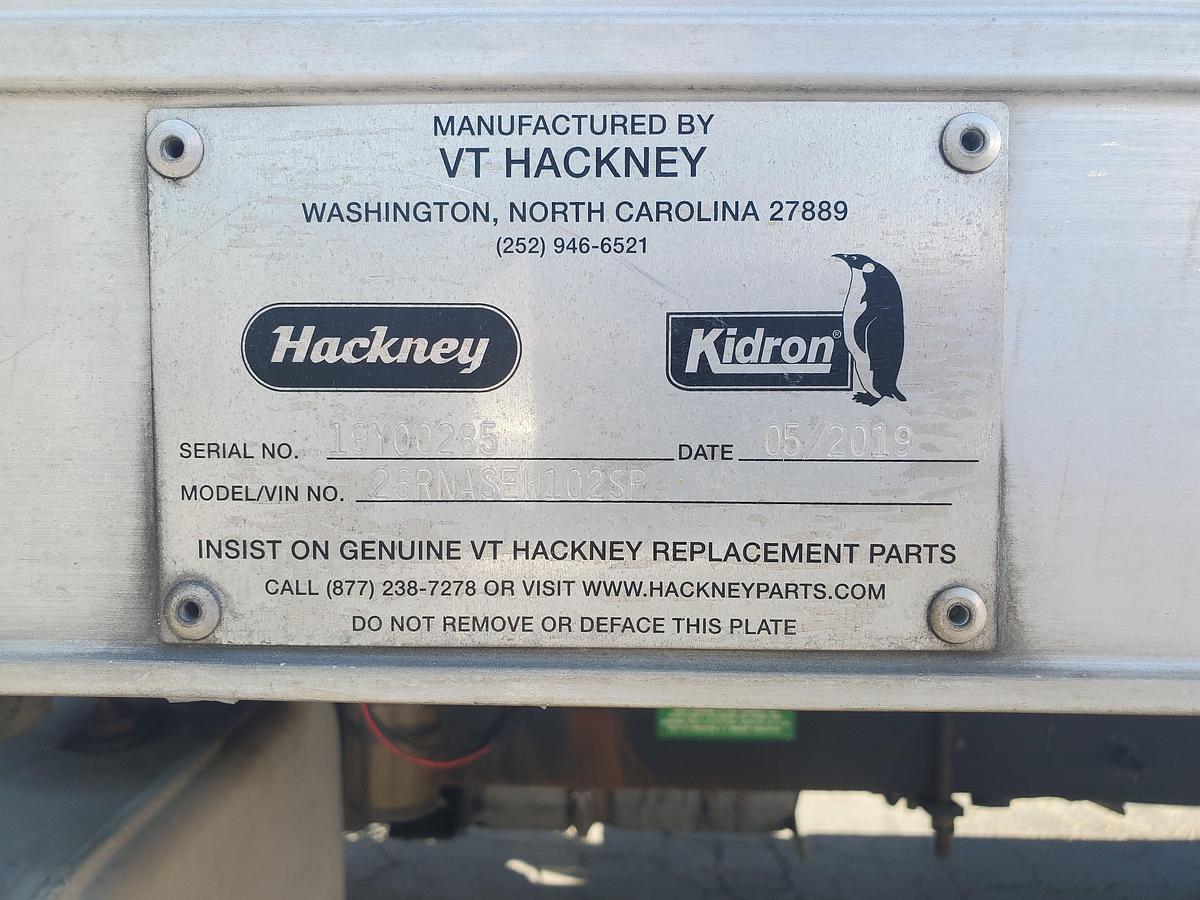 MANUFACTURED BY
VT HACKNEY
WASHINGTON, NORTH CAROLINA 27889
(252) 946-6521
Hackney
Kidron®
SERIAL NO. 19Y00285 DATE 05/2019
MODEL/VIN NO. 26RNASEW102SP
INSIST ON GENUINE VT HACKNEY REPLACEMENT PARTS
CALL (877) 238-7278 OR VISIT WWW.HACKNEYPARTS.COM
DO NOT REMOVE OR DEFACE THIS PLATE